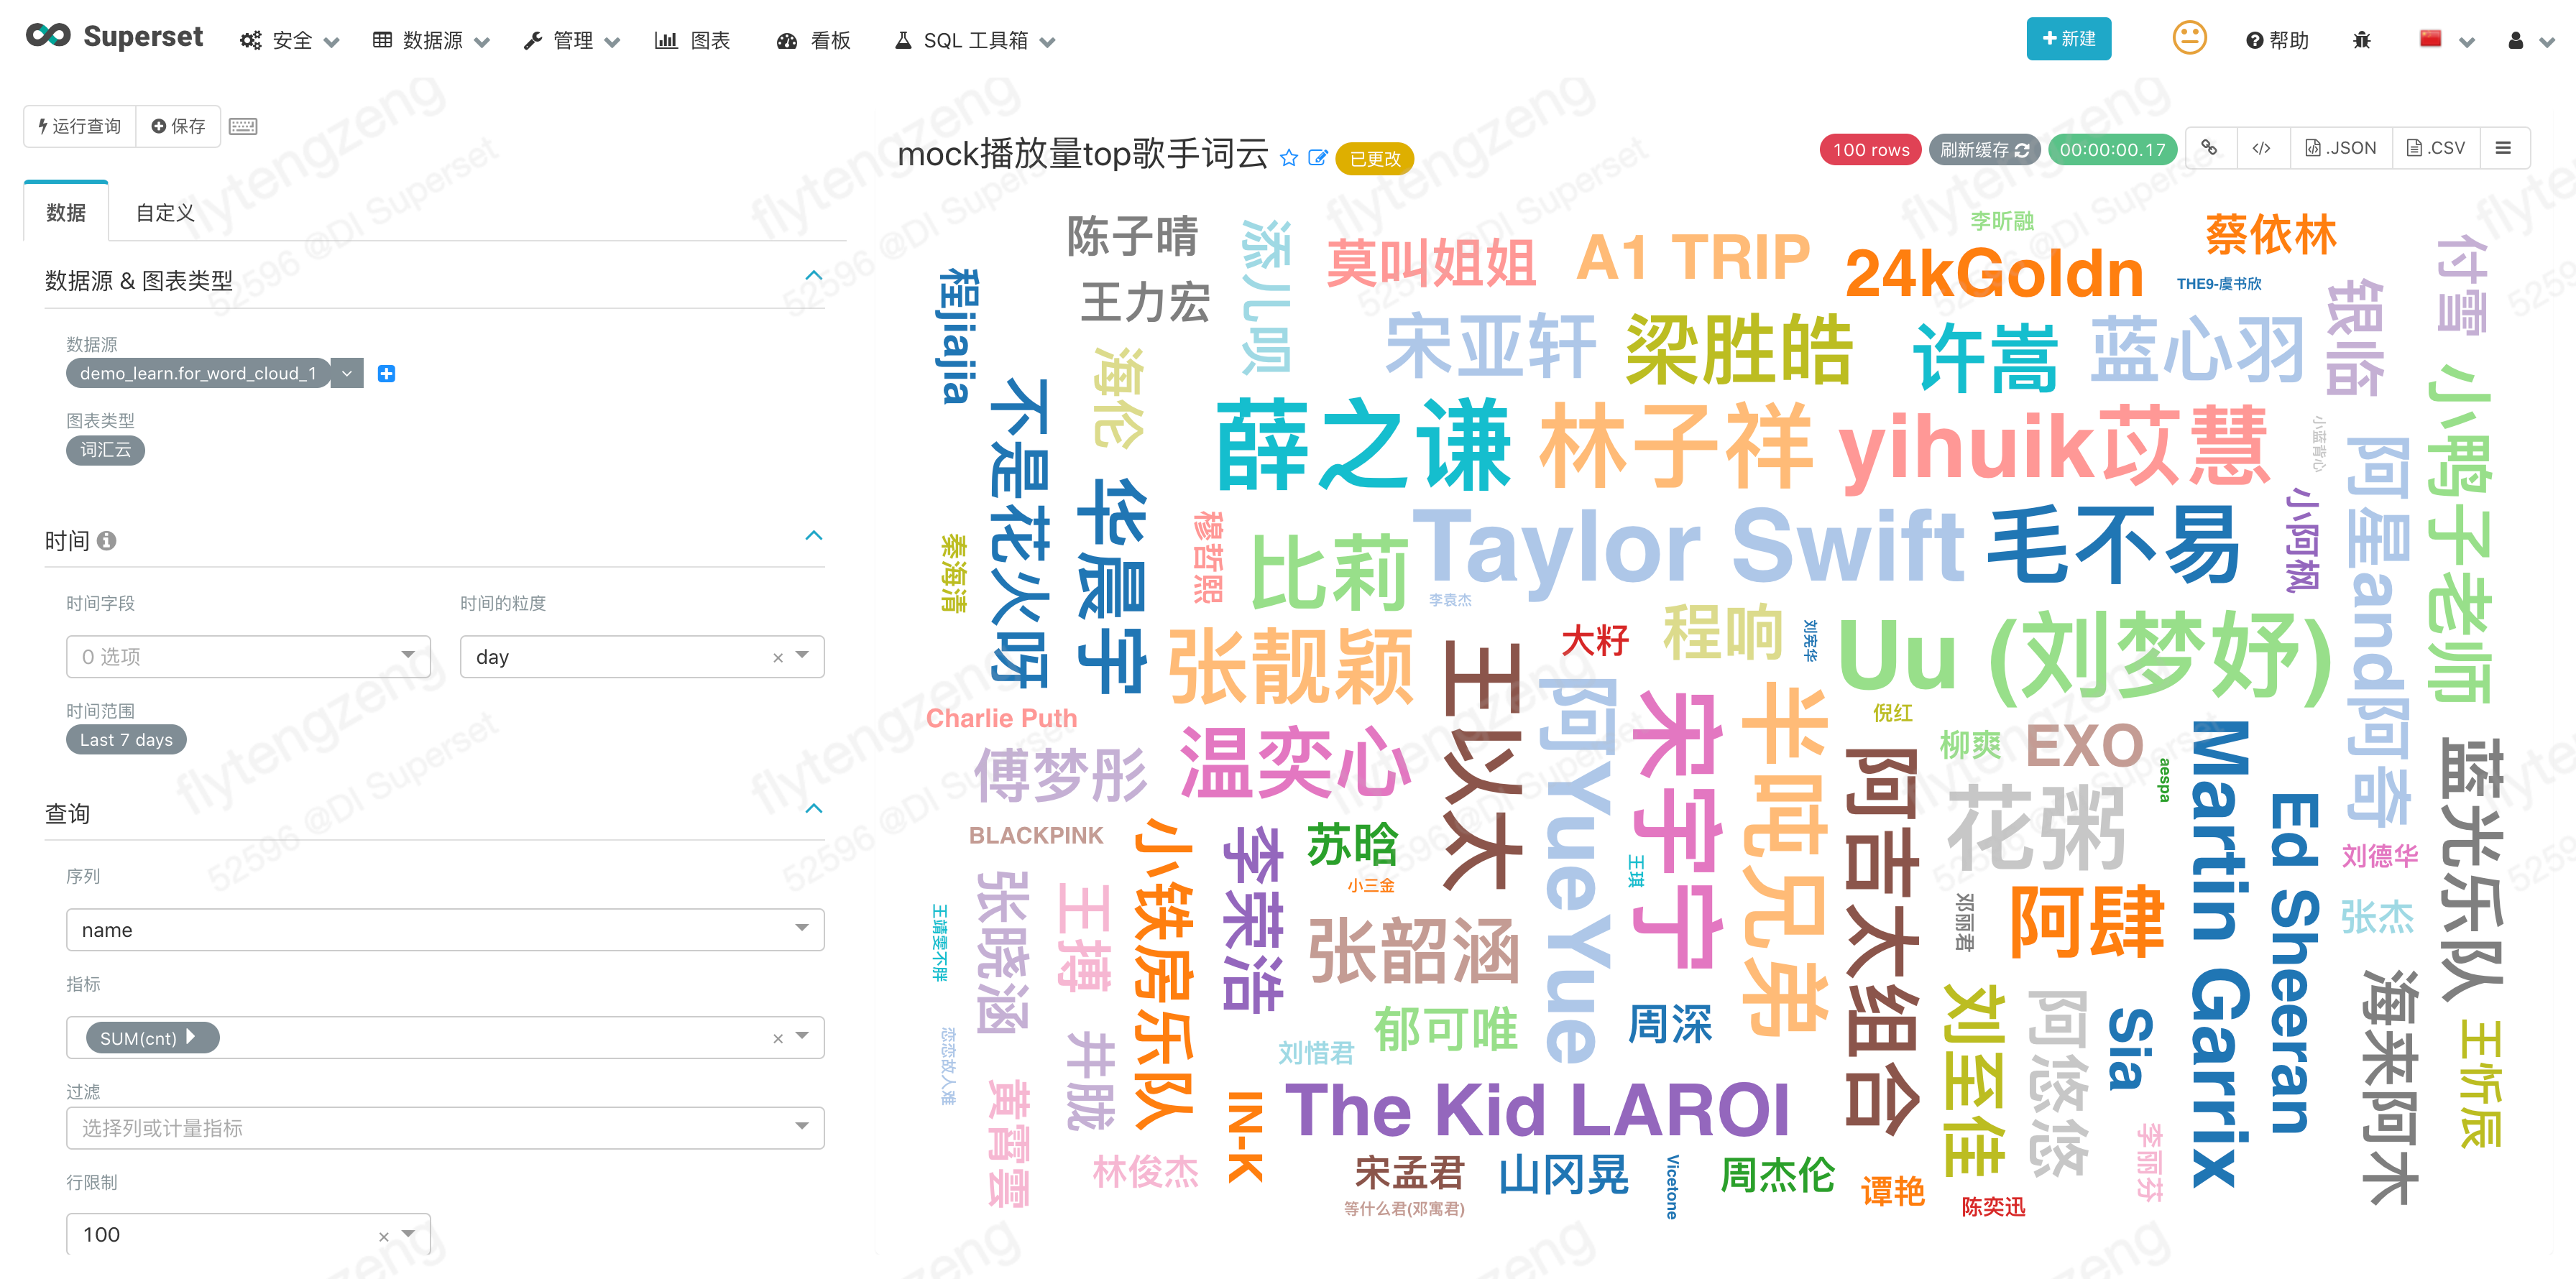 Superset 安全 数据源 管理 图表 看板 SQL 工具箱 新建 帮助
运行查询 保存
mock播放量top歌手词云 已更改 100 rows 刷新缓存 00:00:00.17 </> .JSON .CSV
数据 自定义
数据源 & 图表类型
数据源
demo_learn.for_word_cloud_1
图表类型
词汇云
时间
时间字段 时间的粒度
0 选项 day
时间范围
Last 7 days
查询
序列
name
指标
SUM(cnt)
过滤
选择列或计量指标
行限制
100
陈子晴
添儿呗
莫叫姐姐
A1 TRIP
李昕融
24kGoldn
蔡依林
THE9-虞书欣
付雪
程jiajia
王力宏
海伦
宋亚轩
梁胜皓
许嵩
蓝心羽
银临
不是花火呀
薛之谦
林子祥
yihuik苡慧
小蓝背心
小鸭子老师
华晨宇
秦海清
穆哲熙
比莉
Taylor Swift
毛不易
小阿枫
阿星and阿奇
李袁杰
张靓颖
王以太
大籽
程响
刘宪华
Uu (刘梦妤)
Charlie Puth
傅梦彤
温奕心
阿YueYue
宋宇宁
半吨兄弟
倪红
柳爽
EXO
aespa
Martin Garrix
Ed Sheeran
蓝光乐队
BLACKPINK
小铁房乐队
李荣浩
苏晗
小三金
王琪
阿吉太组合
花粥
刘德华
王靖雯不胖
张晓涵
王搏
张韶涵
邓丽君
阿肆
张杰
恋恋故人难
井胧
刘惜君
郁可唯
周深
刘至佳
阿悠悠
Sia
海来阿木
王忻辰
黄霄雲
林俊杰
IN-K
The Kid LAROI
宋孟君
等什么君(邓寓君)
山冈晃
Vicetone
周杰伦
谭艳
陈奕迅
李丽芬
flytengzeng
52596 @DI Superset